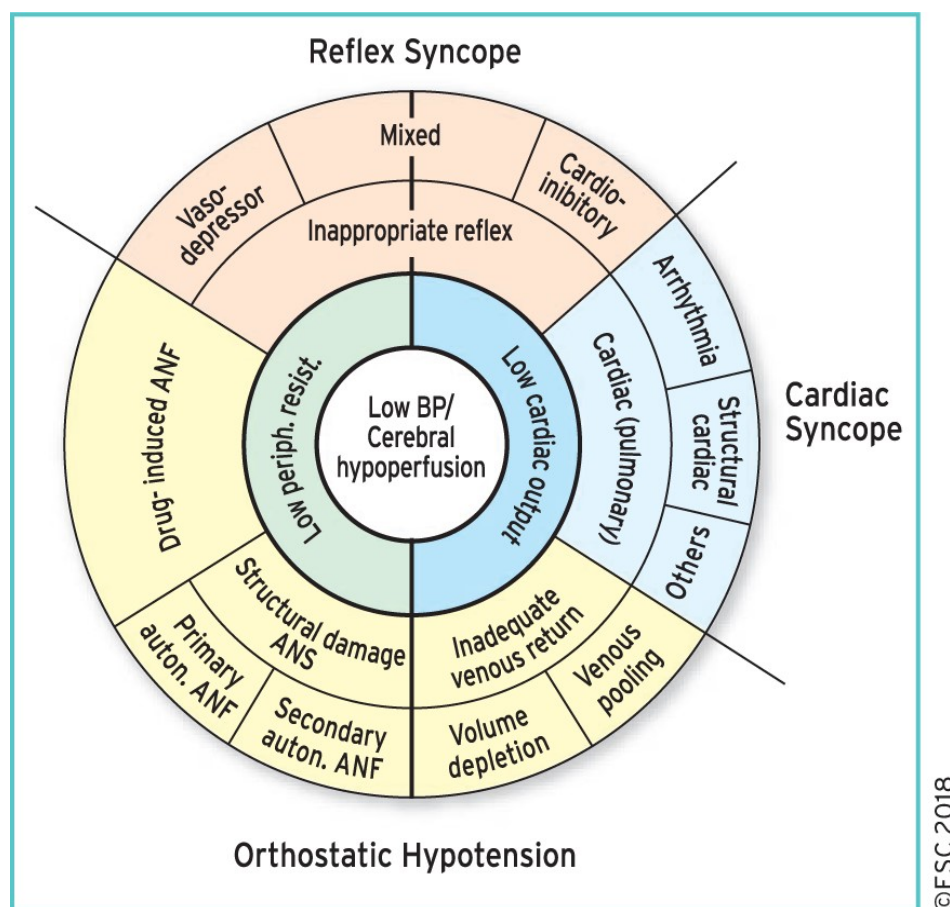 Reflex Syncope
Mixed
Vaso-
depressor
Cardio-
inibitory
Inappropriate reflex
Arrhythmia
Structural
cardiac
Others
Cardiac (pulmonary)
Cardiac
Syncope
Drug- induced ANF
Low periph. resist.
Low BP/
Cerebral
hypoperfusion
Low cardiac output
Structural damage
ANS
Inadequate
venous return
Primary
auton. ANF
Secondary
auton. ANF
Volume
depletion
Venous
pooling
Orthostatic Hypotension
©ESC 2018